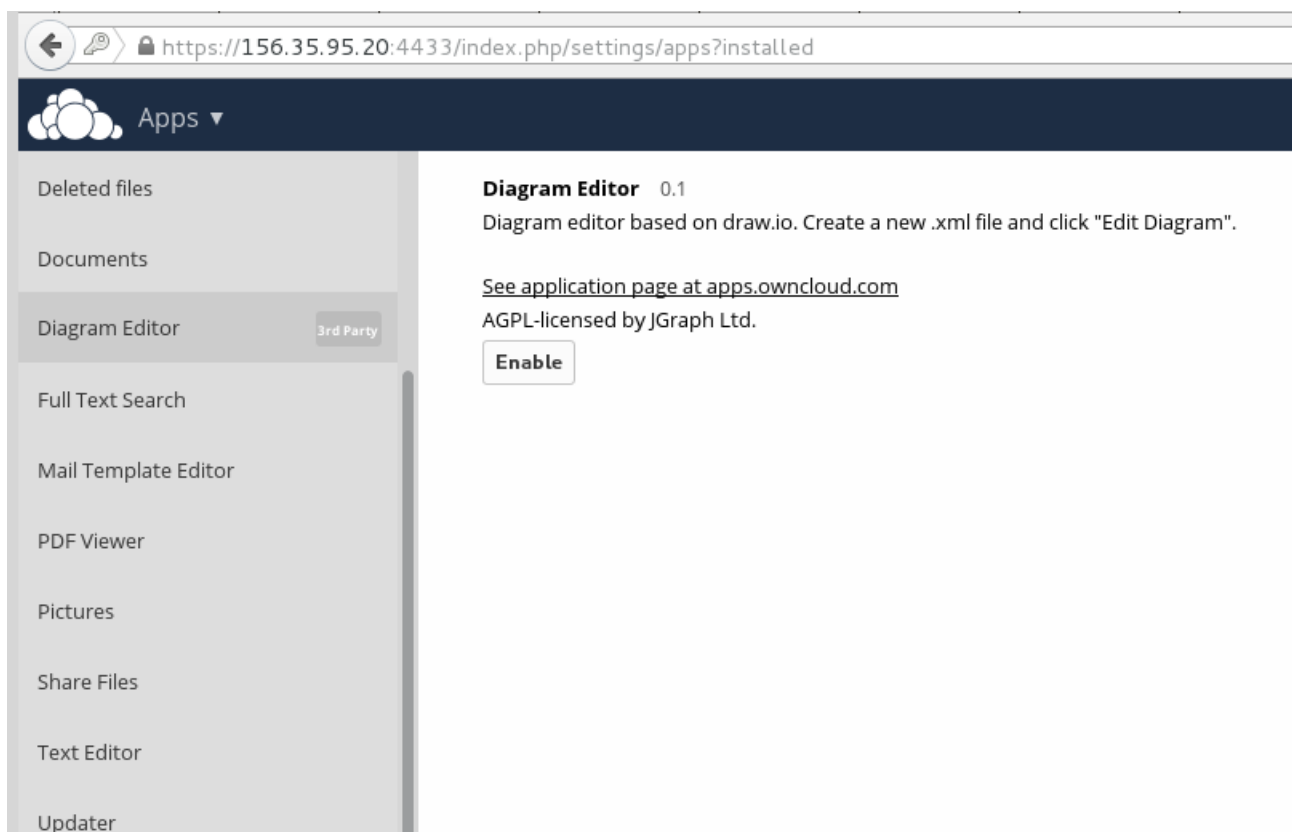 https://156.35.95.20:4433/index.php/settings/apps?installed
Apps ▼
Deleted files
Documents
Diagram Editor 3rd Party
Full Text Search
Mail Template Editor
PDF Viewer
Pictures
Share Files
Text Editor
Updater
Diagram Editor 0.1
Diagram editor based on draw.io. Create a new .xml file and click "Edit Diagram".
See application page at apps.owncloud.com
AGPL-licensed by JGraph Ltd.
Enable